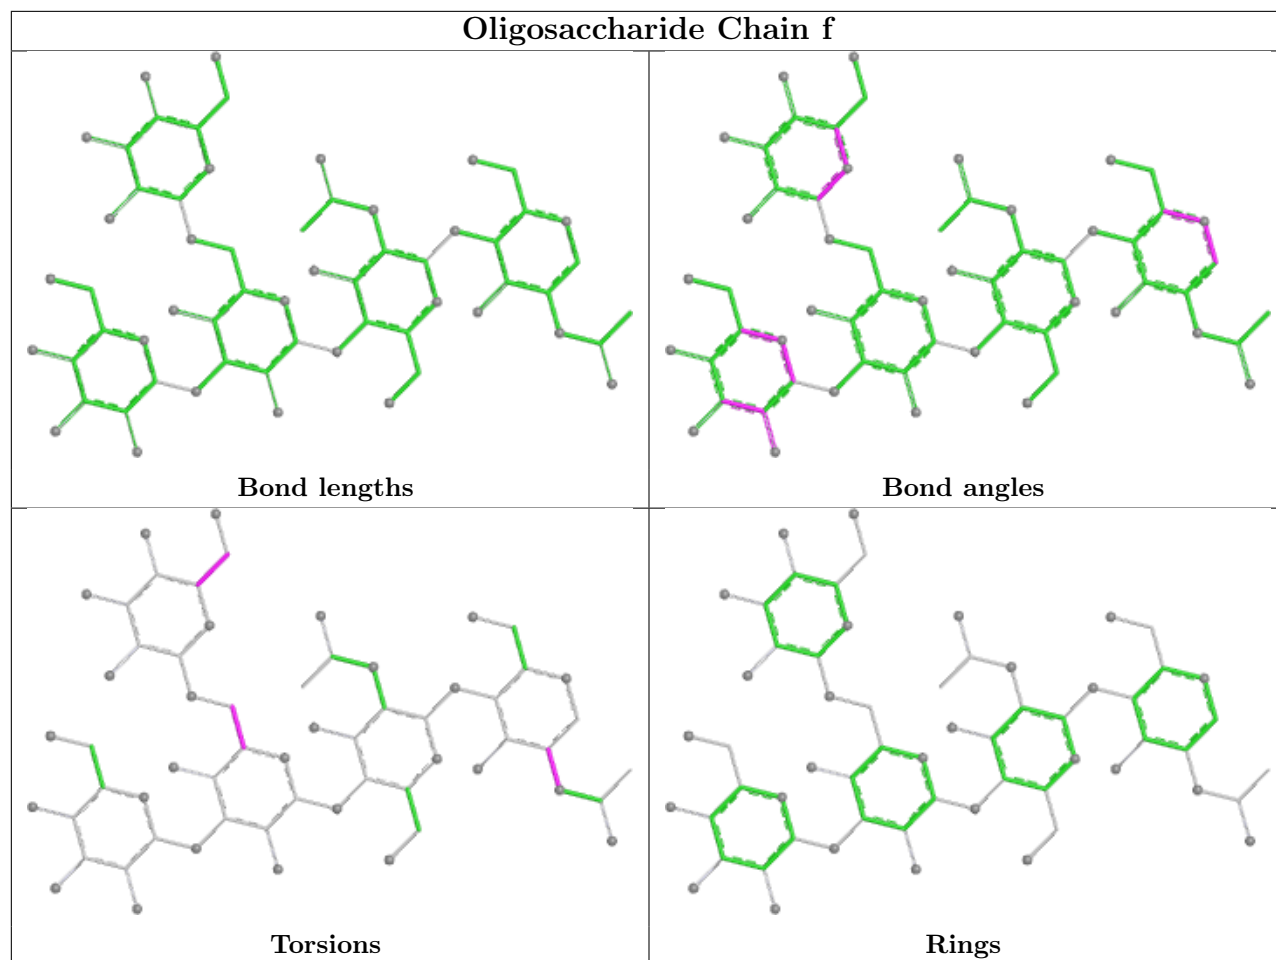 Oligosaccharide Chain f
Bond lengths
Bond angles
Torsions
Rings